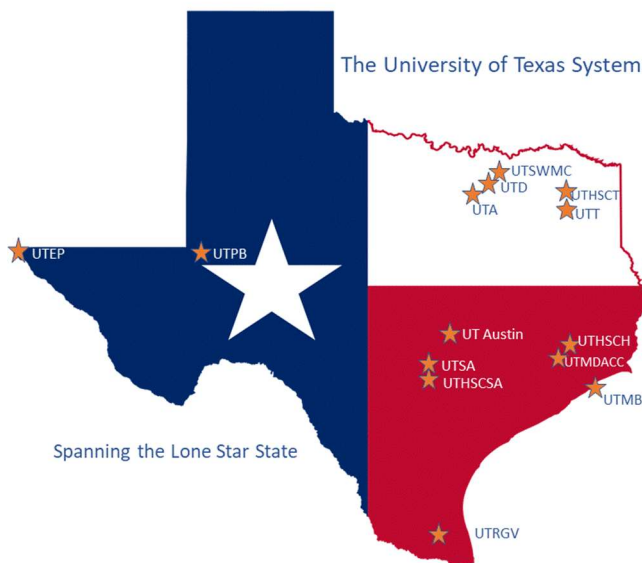 The University of Texas System
UTSWMC
UTD
UTHSCT
UTA
UTT
UTEP
UTPB
UT Austin
UTHSCH
UTMDACC
UTSA
UTHSCSA
UTMB
Spanning the Lone Star State
UTRGV